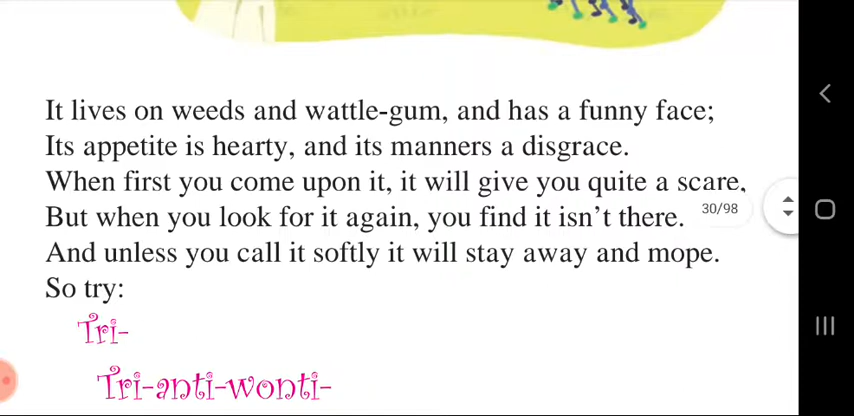 It lives on weeds and wattle-gum, and has a funny face;
Its appetite is hearty, and its manners a disgrace.
When first you come upon it, it will give you quite a scare,
But when you look for it again, you find it isn’t there.
30/98
And unless you call it softly it will stay away and mope.
So try:
Tri-
Tri-anti-wonti-